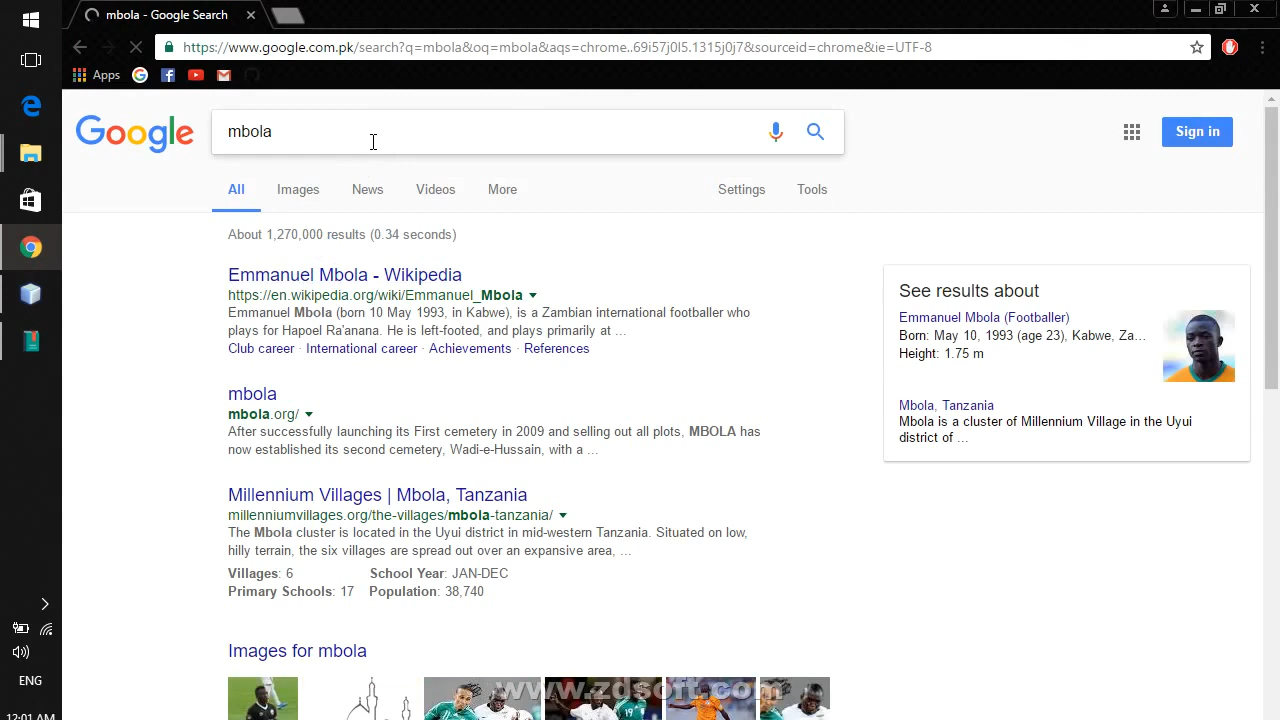 mbola - Google Search
https://www.google.com.pk/search?q=mbola&oq=mbola&aqs=chrome..69i57j0l5.1315j0j7&sourceid=chrome&ie=UTF-8
Apps
Google
mbola
Sign in
All Images News Videos More Settings Tools
About 1,270,000 results (0.34 seconds)
Emmanuel Mbola - Wikipedia
https://en.wikipedia.org/wiki/Emmanuel_Mbola
Emmanuel Mbola (born 10 May 1993, in Kabwe), is a Zambian international footballer who
plays for Hapoel Ra'anana. He is left-footed, and plays primarily at ...
Club career · International career · Achievements · References
mbola
mbola.org/
After successfully launching its First cemetery in 2009 and selling out all plots, MBOLA has
now established its second cemetery, Wadi-e-Hussain, with a ...
Millennium Villages | Mbola, Tanzania
millenniumvillages.org/the-villages/mbola-tanzania/
The Mbola cluster is located in the Uyui district in mid-western Tanzania. Situated on low,
hilly terrain, the six villages are spread out over an expansive area, ...
Villages: 6 School Year: JAN-DEC
Primary Schools: 17 Population: 38,740
Images for mbola
See results about
Emmanuel Mbola (Footballer)
Born: May 10, 1993 (age 23), Kabwe, Za...
Height: 1.75 m
Mbola, Tanzania
Mbola is a cluster of Millennium Village in the Uyui
district of ...
www.zdsoft.com
19
ENG
12:01 AM